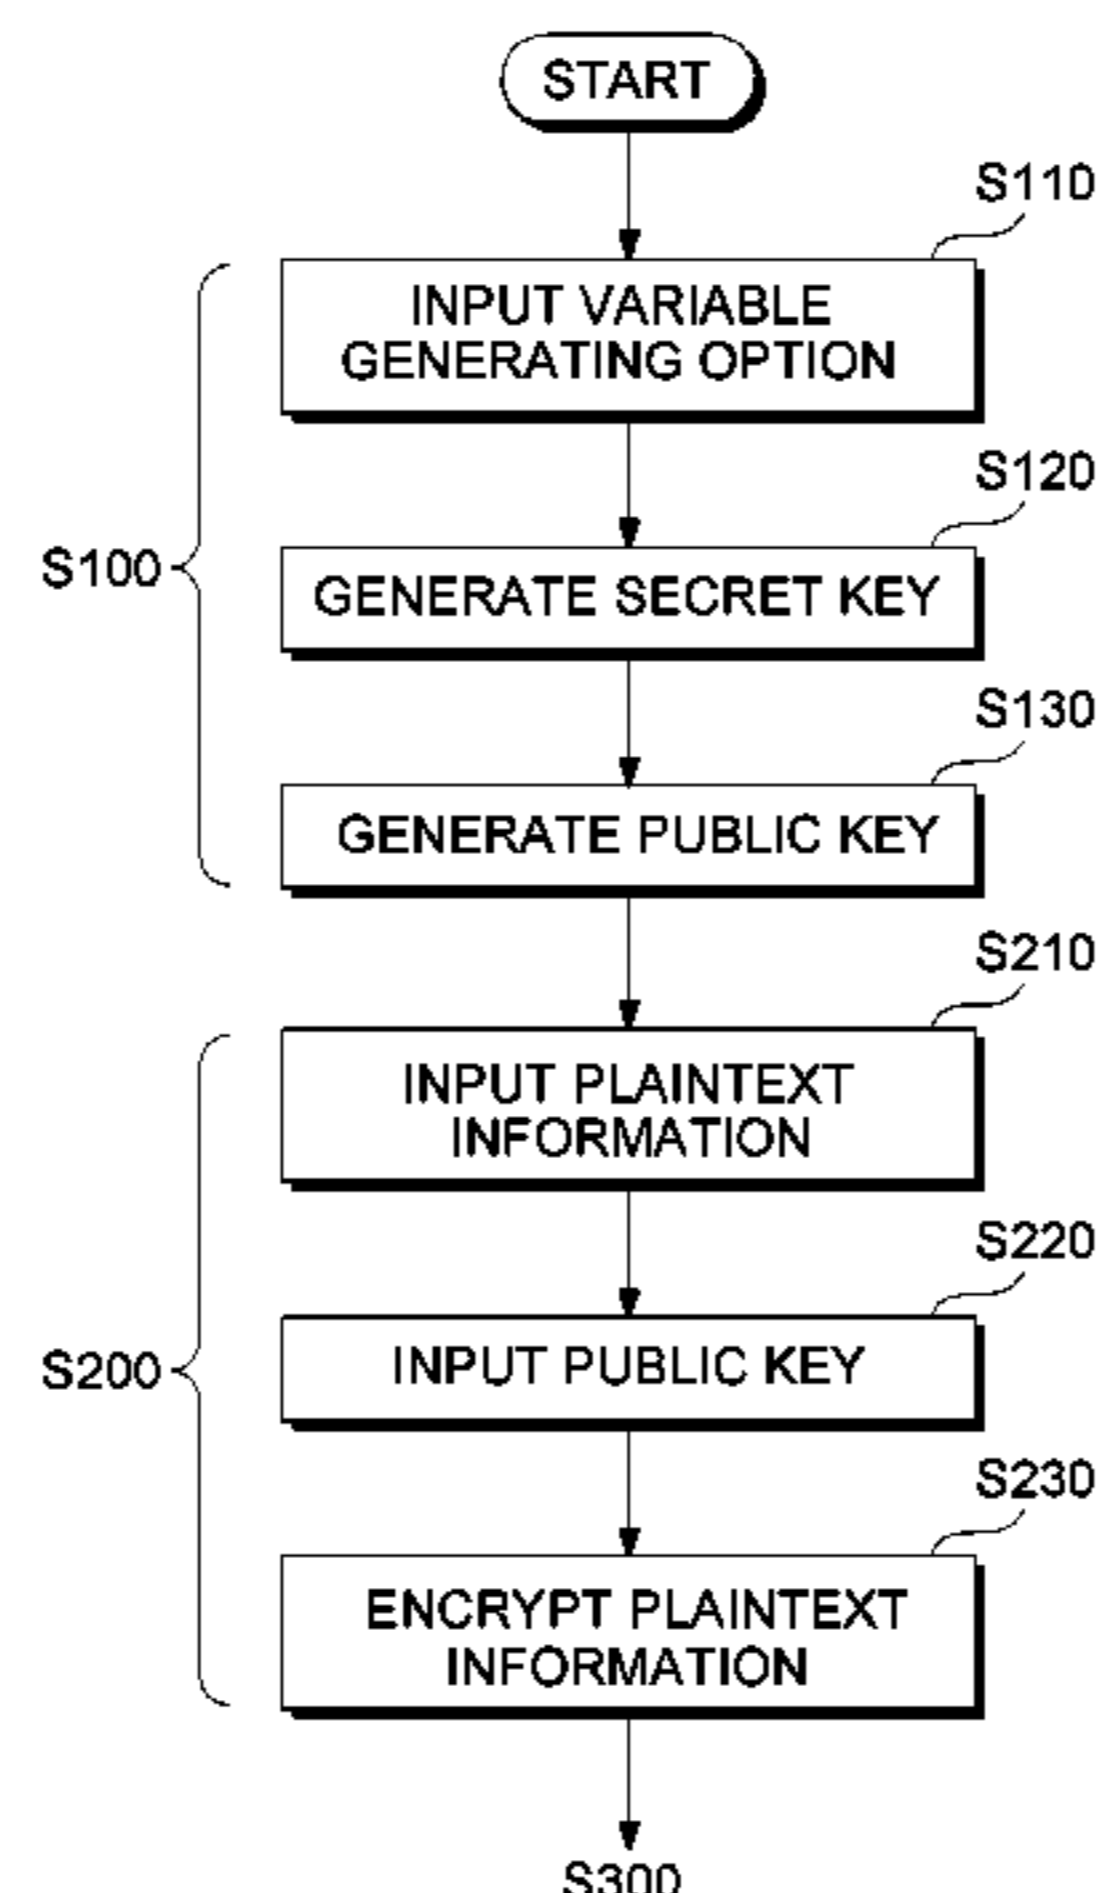 START
S110
INPUT VARIABLE
GENERATING OPTION
S120
S100
GENERATE SECRET KEY
S130
GENERATE PUBLIC KEY
S210
INPUT PLAINTEXT
INFORMATION
S220
S200
INPUT PUBLIC KEY
S230
ENCRYPT PLAINTEXT
INFORMATION
S300